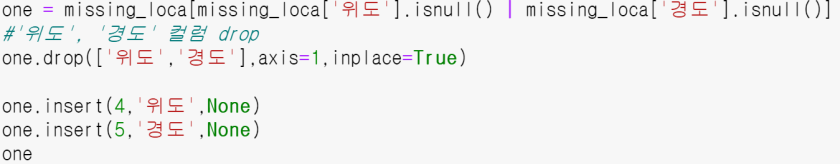 one = missing_loca[missing_loca['위도'].isnull() | missing_loca['경도'].isnull()]
#'위도', '경도' 컬럼 drop
one.drop(['위도','경도'],axis=1,inplace=True)
one.insert(4,'위도',None)
one.insert(5,'경도',None)
one